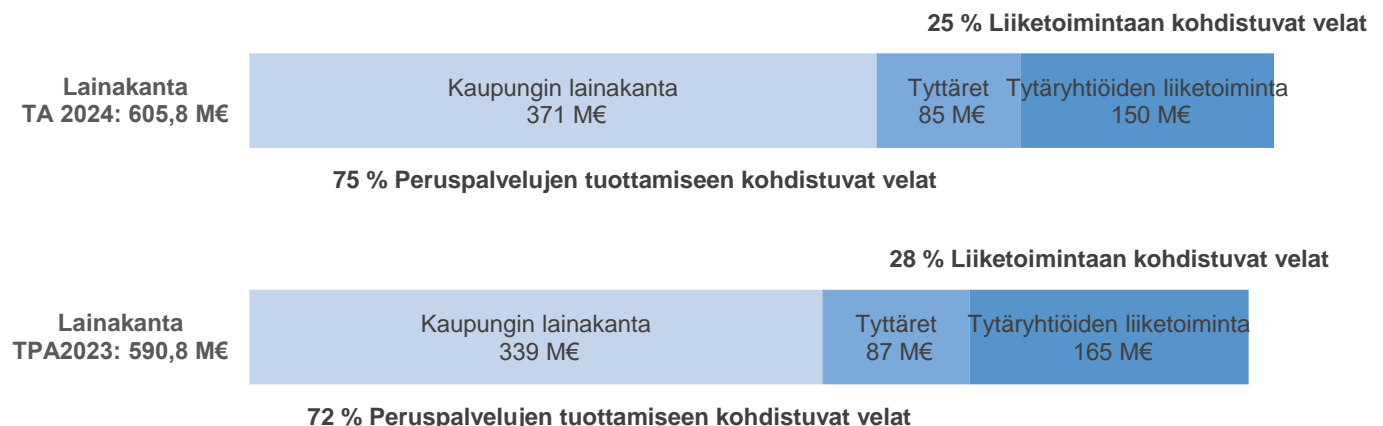 25 % Liiketoimintaan kohdistuvat velat
Lainakanta
TA 2024: 605,8 M€
Kaupungin lainakanta
371 M€
Tyttäret
85 M€
Tytäryhtiöiden liiketoiminta
150 M€
75 % Peruspalvelujen tuottamiseen kohdistuvat velat
28 % Liiketoimintaan kohdistuvat velat
Lainakanta
TPA2023: 590,8 M€
Kaupungin lainakanta
339 M€
Tyttäret
87 M€
Tytäryhtiöiden liiketoiminta
165 M€
72 % Peruspalvelujen tuottamiseen kohdistuvat velat